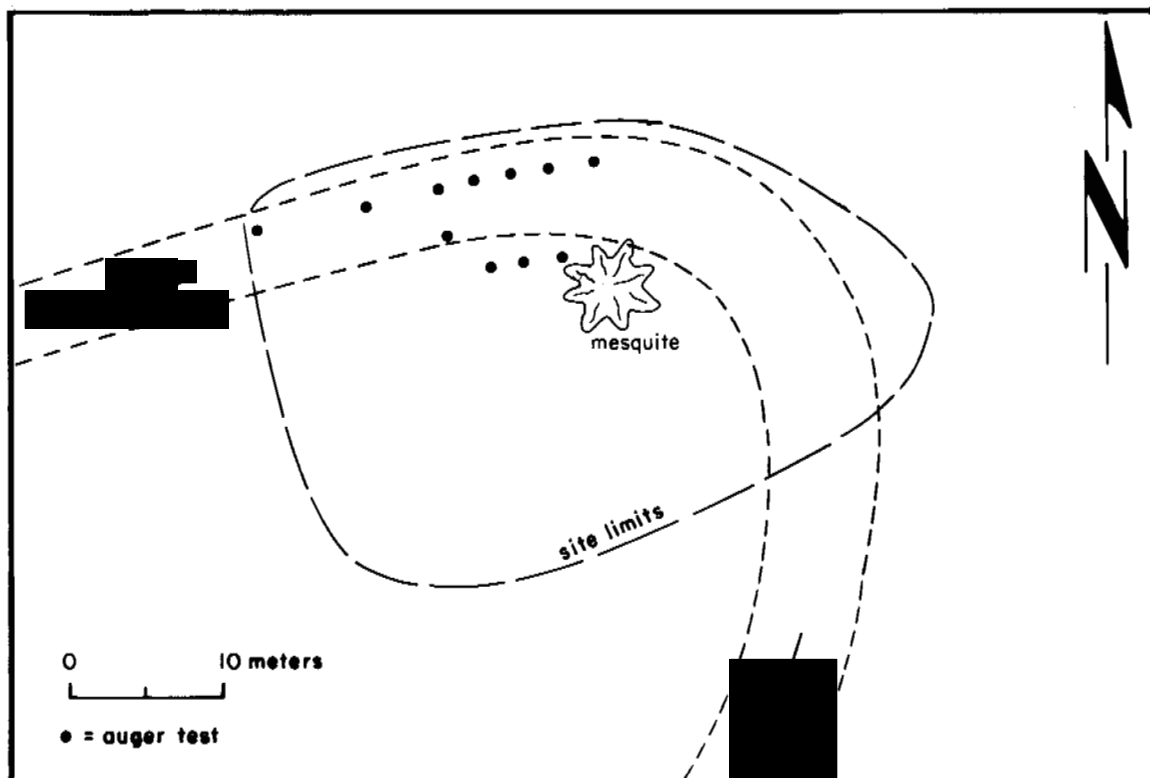 N
mesquite
site limits
0 10 meters
● = auger test